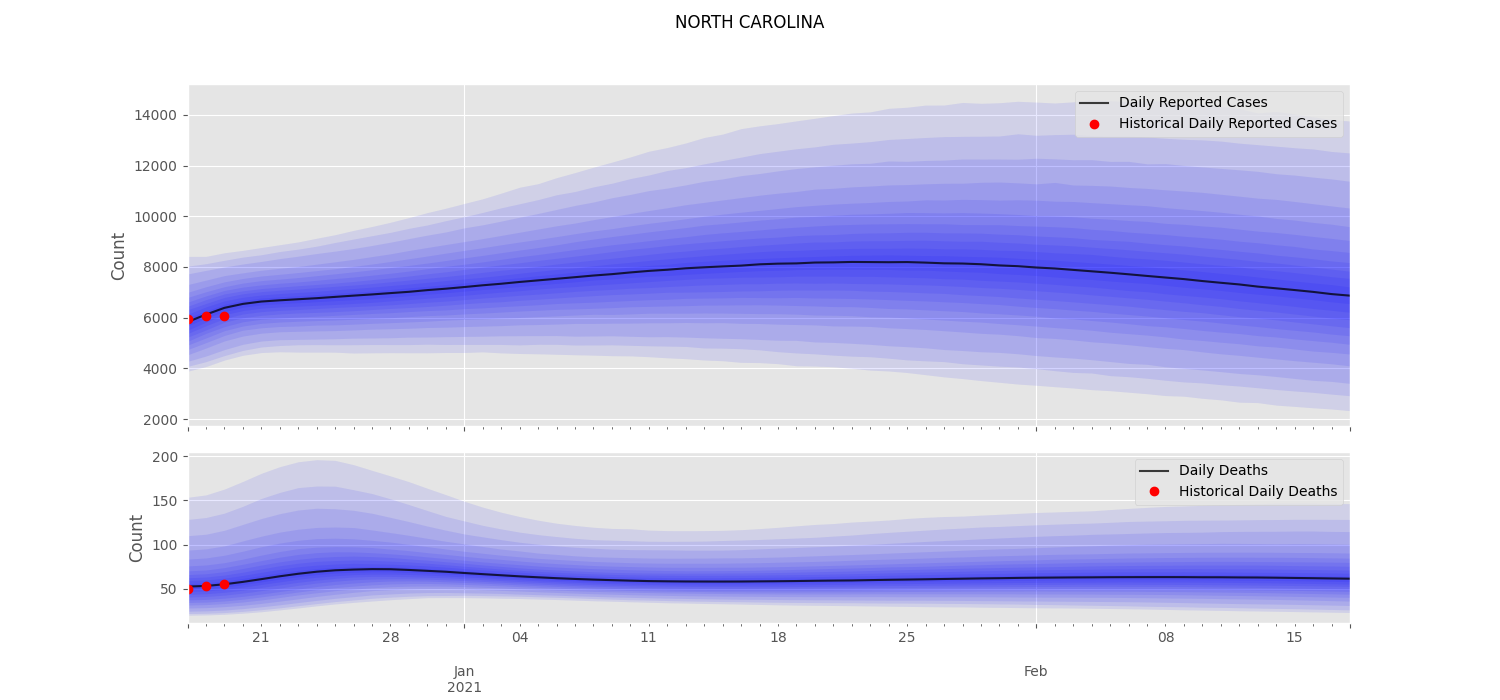 NORTH CAROLINA
Count
14000
12000
10000
8000
6000
4000
2000
Daily Reported Cases
Historical Daily Reported Cases
Count
200
150
100
50
Daily Deaths
Historical Daily Deaths
21 28 04 11 18 25 08 15
Jan Feb
2021